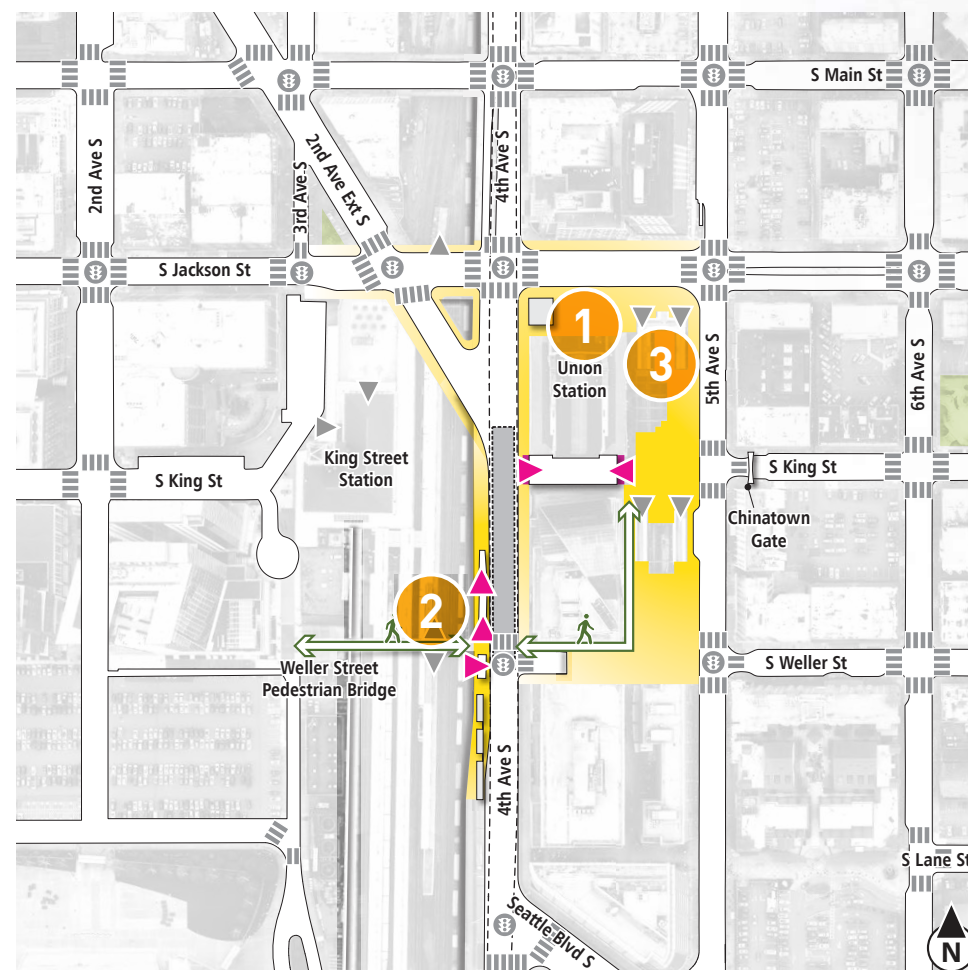 S Main St
2nd Ave S
3rd Ave S
2nd Ave Ext S
4th Ave S
S Jackson St
1
Union
Station
3
5th Ave S
6th Ave S
King Street
Station
S King St
S King St
Chinatown
Gate
2
Weller Street
Pedestrian Bridge
S Weller St
4th Ave S
S Lane St
Seattle Blvd S
N